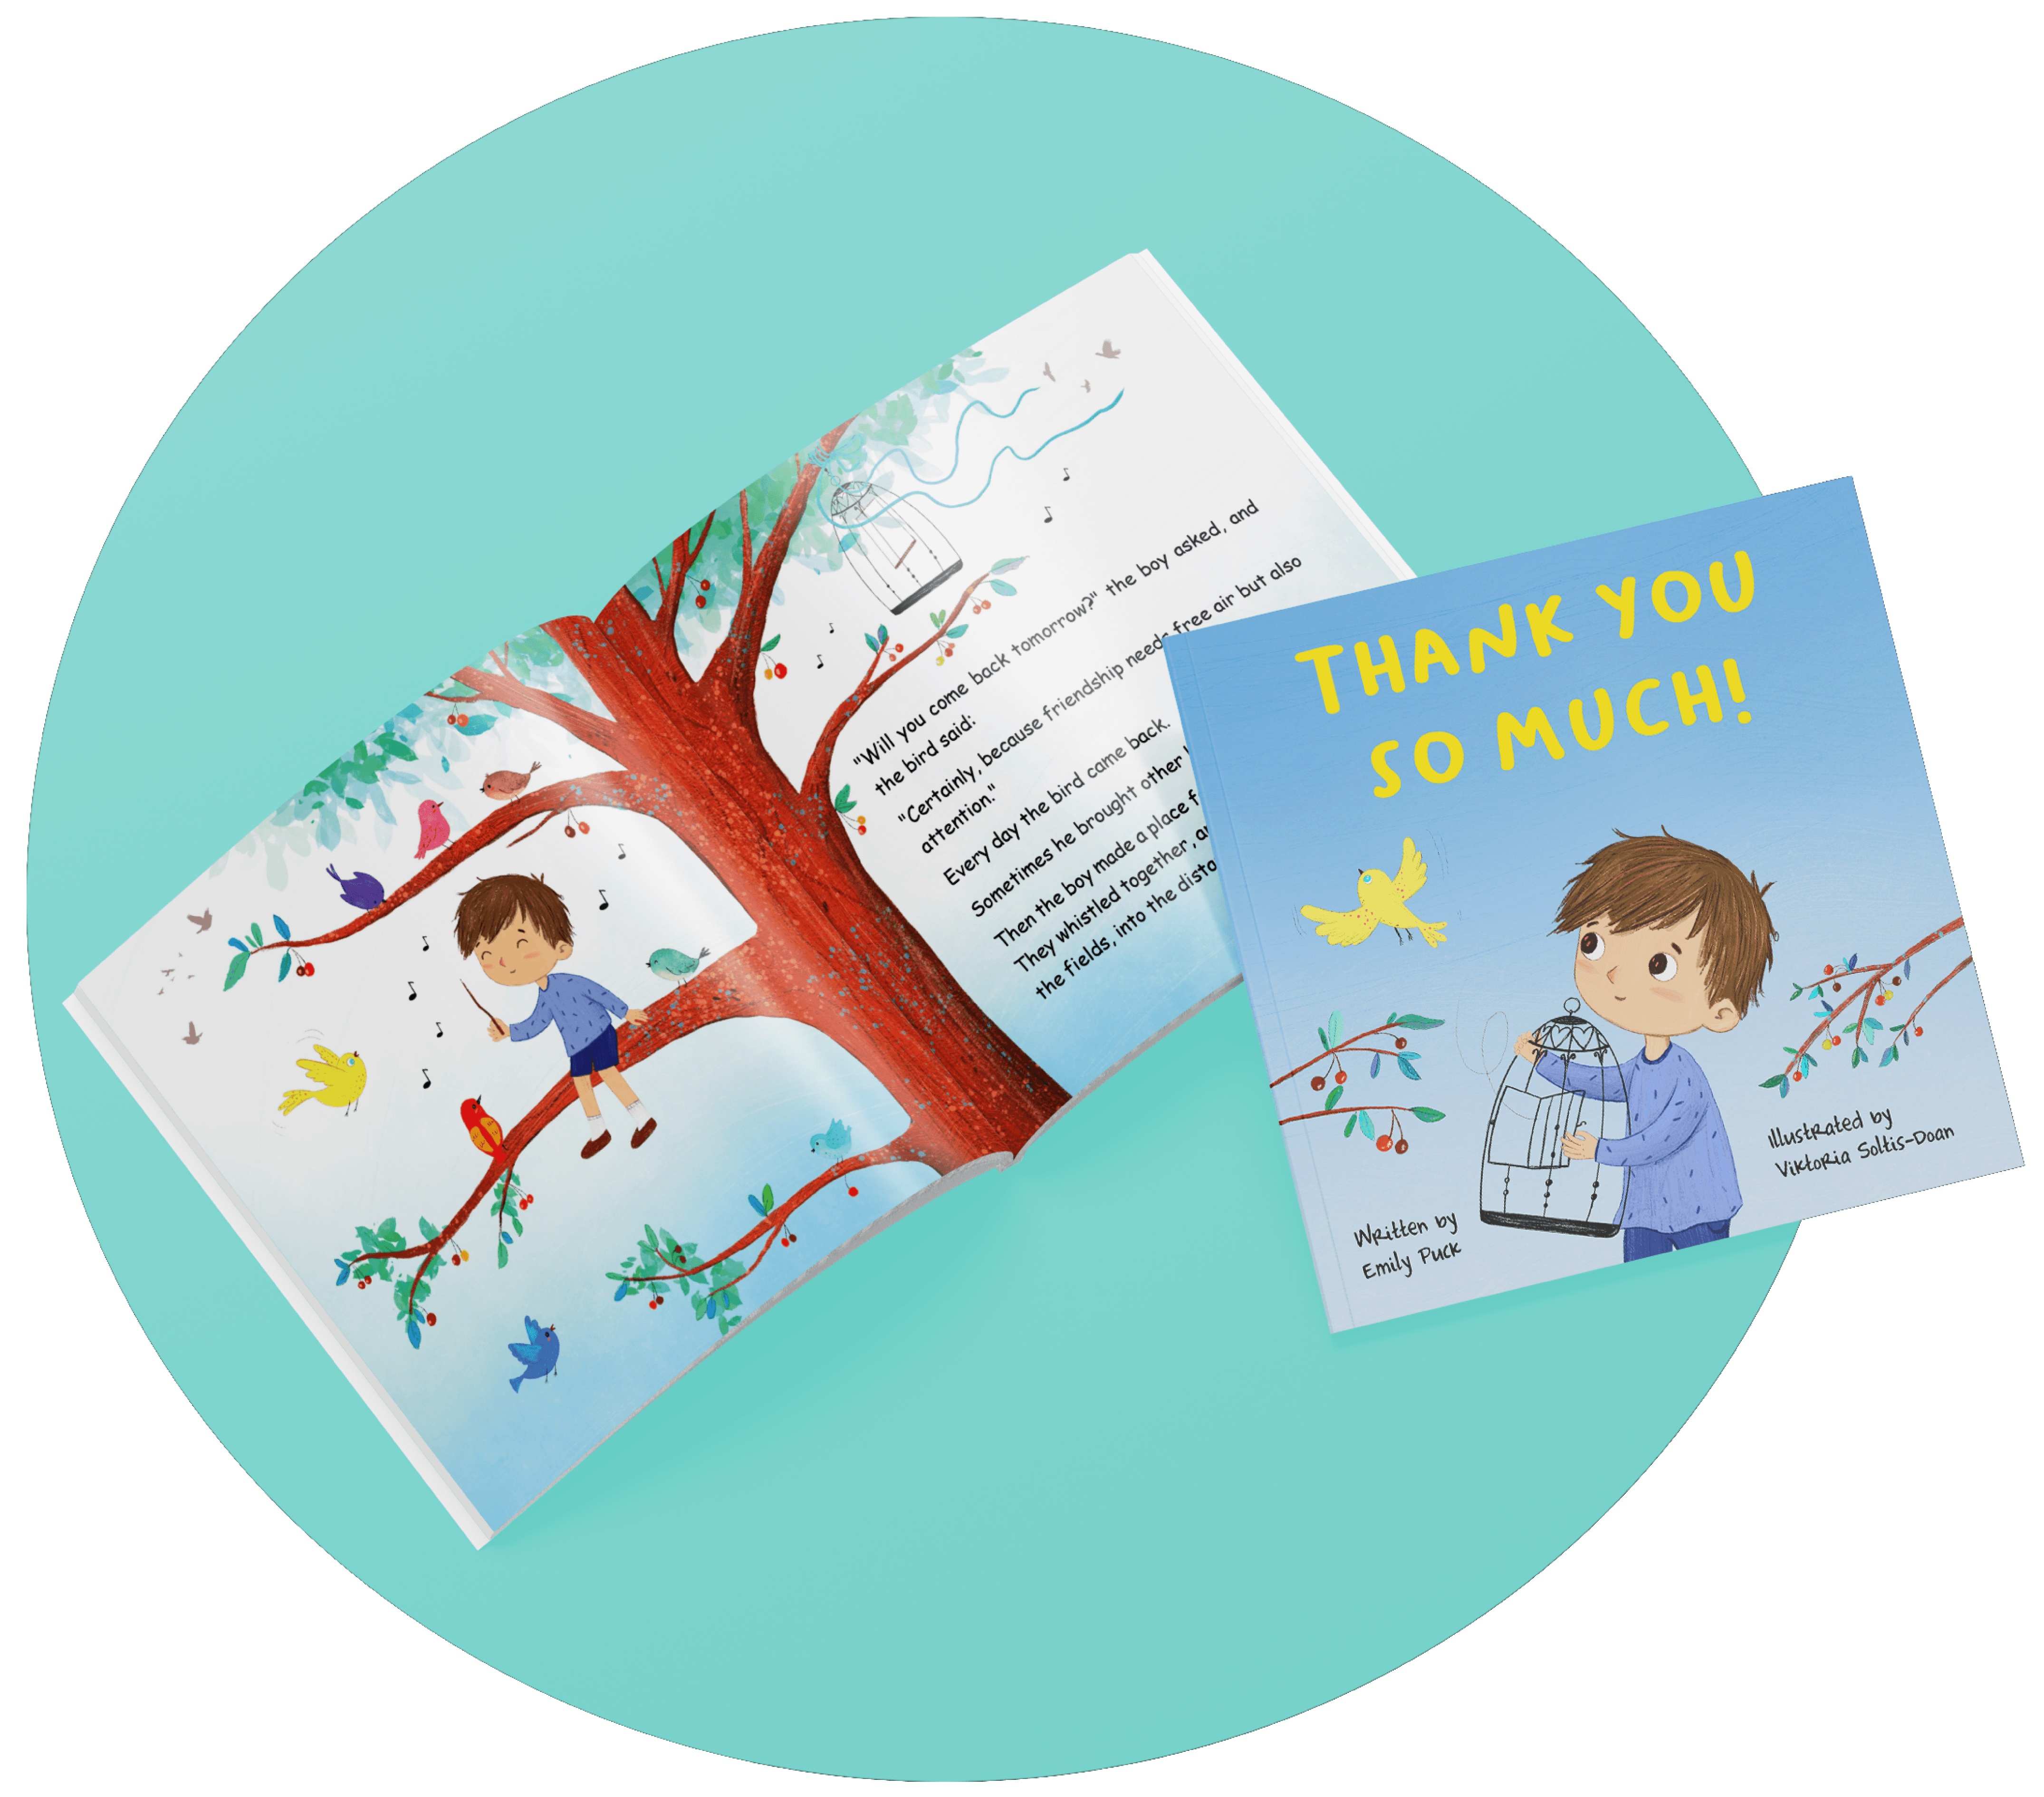 "Will you come back tomorrow?" the boy asked, and
the bird said:
"Certainly, because friendship needs free air but also
attention."
Every day the bird came back.
Sometimes he brought other
Then the boy made a place
They whistled together,
the fields, into the
THANK YOU
SO MUCH!
Written by
Emily Puck
Illustrated by
Viktoria Soltis-Doan